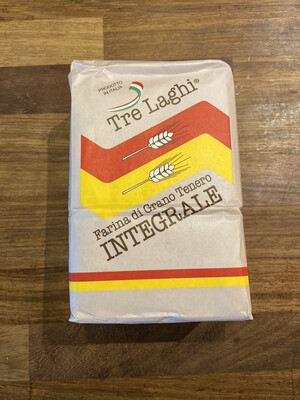 PRODOTTO
IN ITALIA
Tre Laghi®
Farina di Grano Tenero
INTEGRALE